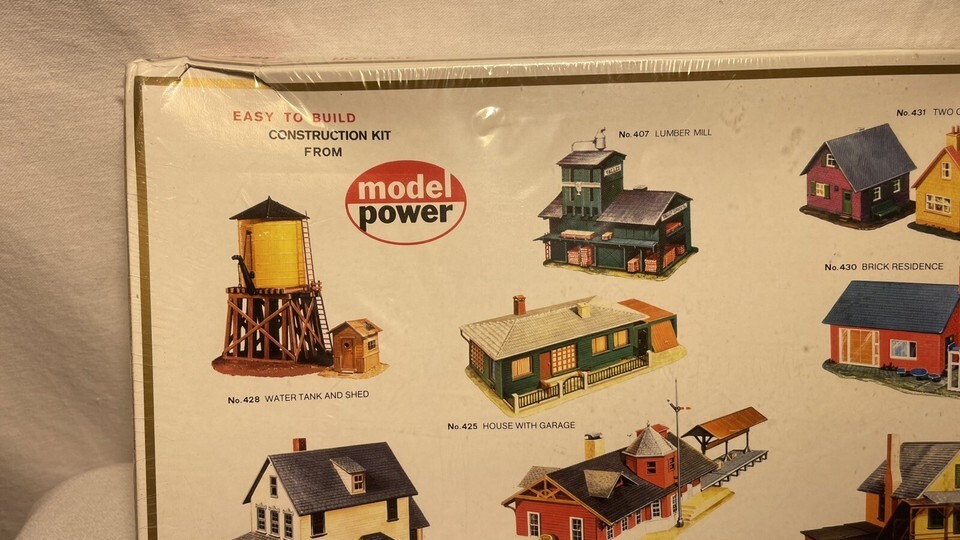 EASY TO BUILD
CONSTRUCTION KIT
FROM
model
power
No.407 LUMBER MILL
No.431 TWO
No.430 BRICK RESIDENCE
No.428 WATER TANK AND SHED
No.425 HOUSE WITH GARAGE